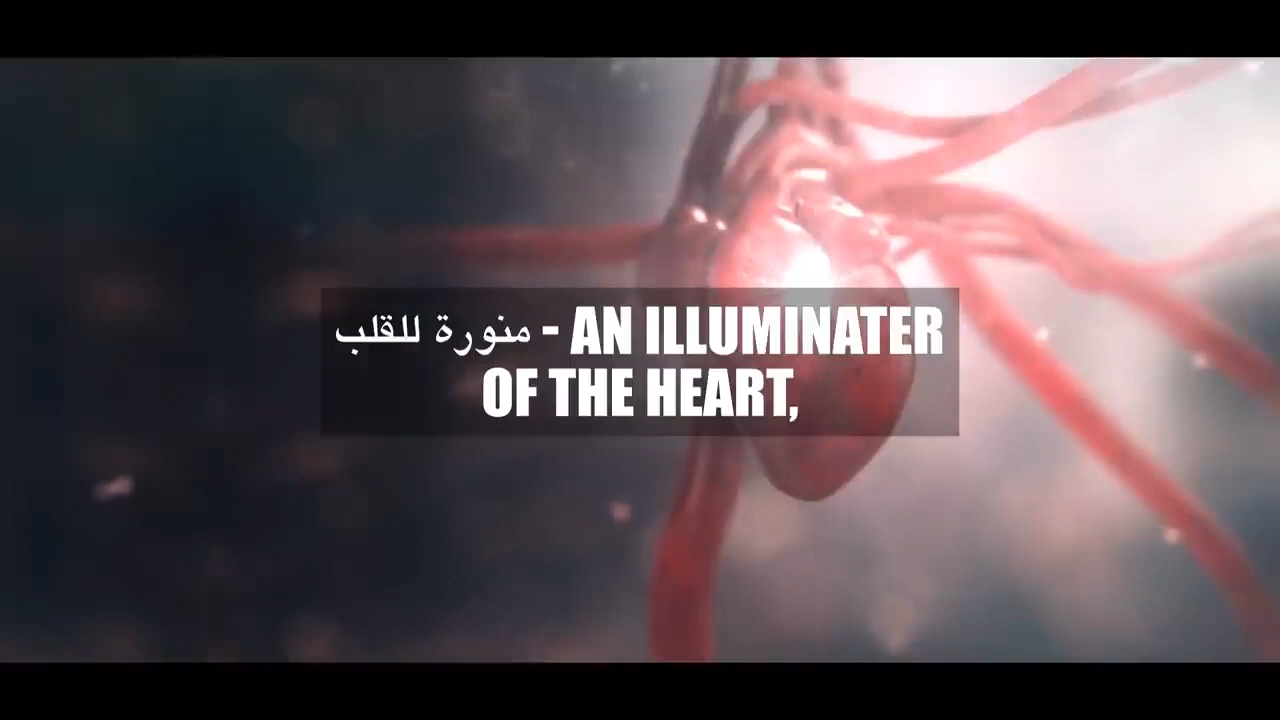 منورة للقلب - AN ILLUMINATER
OF THE HEART,